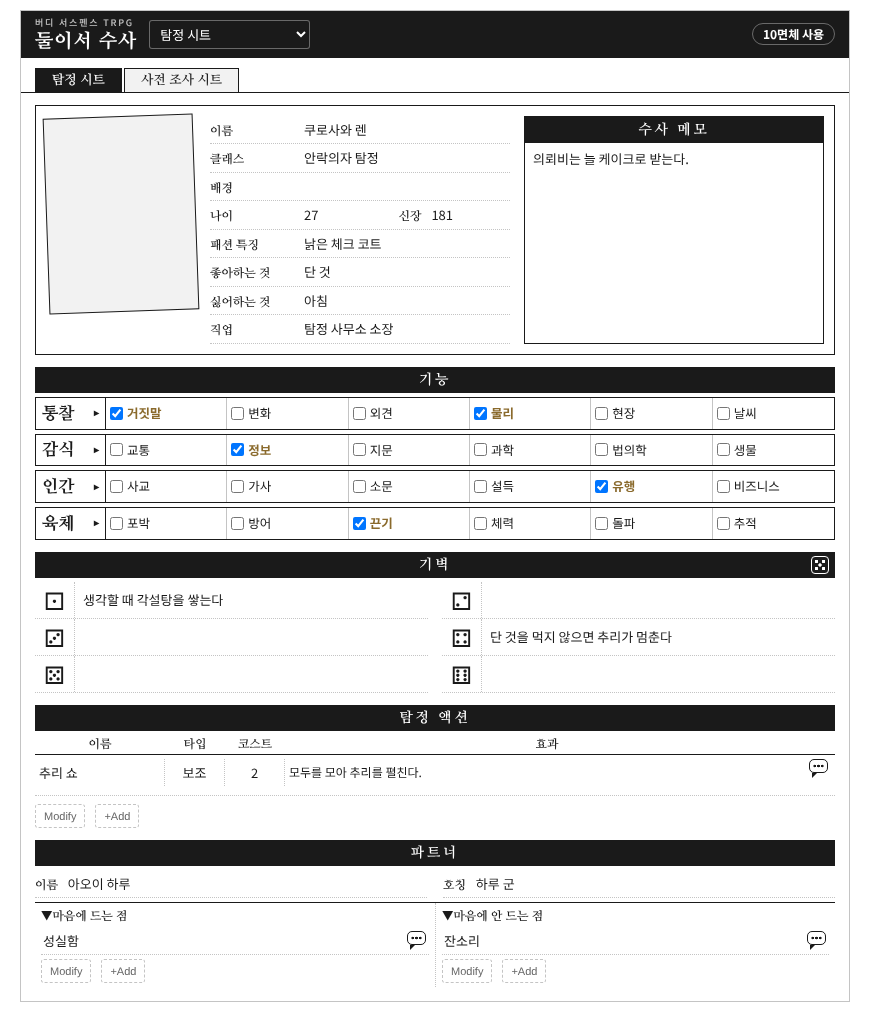 버디 서스펜스 TRPG
둘이서 수사
탐정 시트
10면체 사용
탐정 시트
사전 조사 시트
이름 쿠로사와 렌
클래스 안락의자 탐정
배경
나이 27 신장 181
패션 특징 낡은 체크 코트
좋아하는 것 단 것
싫어하는 것 아침
직업 탐정 사무소 소장
수사 메모
의뢰비는 늘 케이크로 받는다.
기능
통찰 ▸ 거짓말 변화 외견 물리 현장 날씨
감식 ▸ 교통 정보 지문 과학 법의학 생물
인간 ▸ 사교 가사 소문 설득 유행 비즈니스
육체 ▸ 포박 방어 끈기 체력 돌파 추적
기벽
생각할 때 각설탕을 쌓는다
단 것을 먹지 않으면 추리가 멈춘다
탐정 액션
이름 타입 코스트 효과
추리 쇼 보조 2 모두를 모아 추리를 펼친다.
Modify +Add
파트너
이름 아오이 하루 호칭 하루 군
▼마음에 드는 점 ▼마음에 안 드는 점
성실함 잔소리
Modify +Add Modify +Add